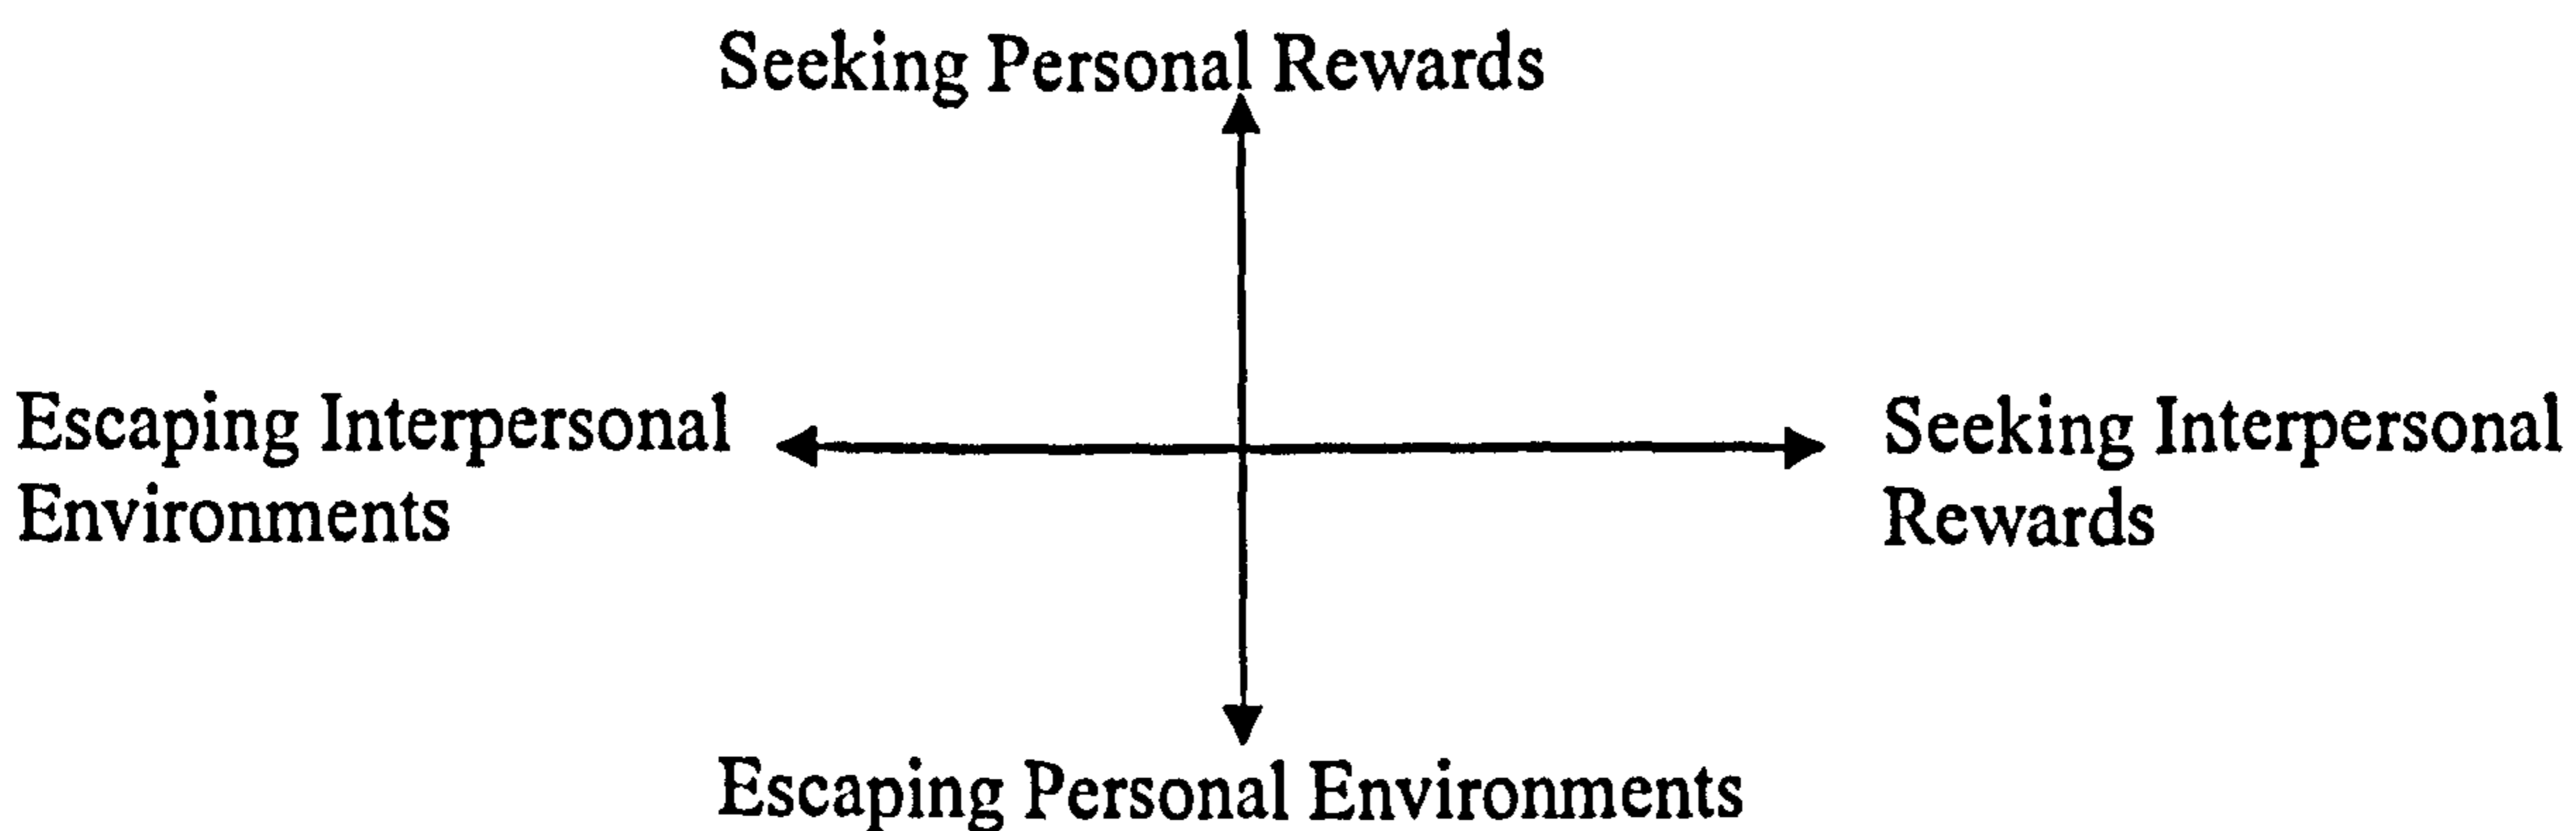 Seeking Personal Rewards
Escaping Interpersonal
Environments
Seeking Interpersonal
Rewards
Escaping Personal Environments